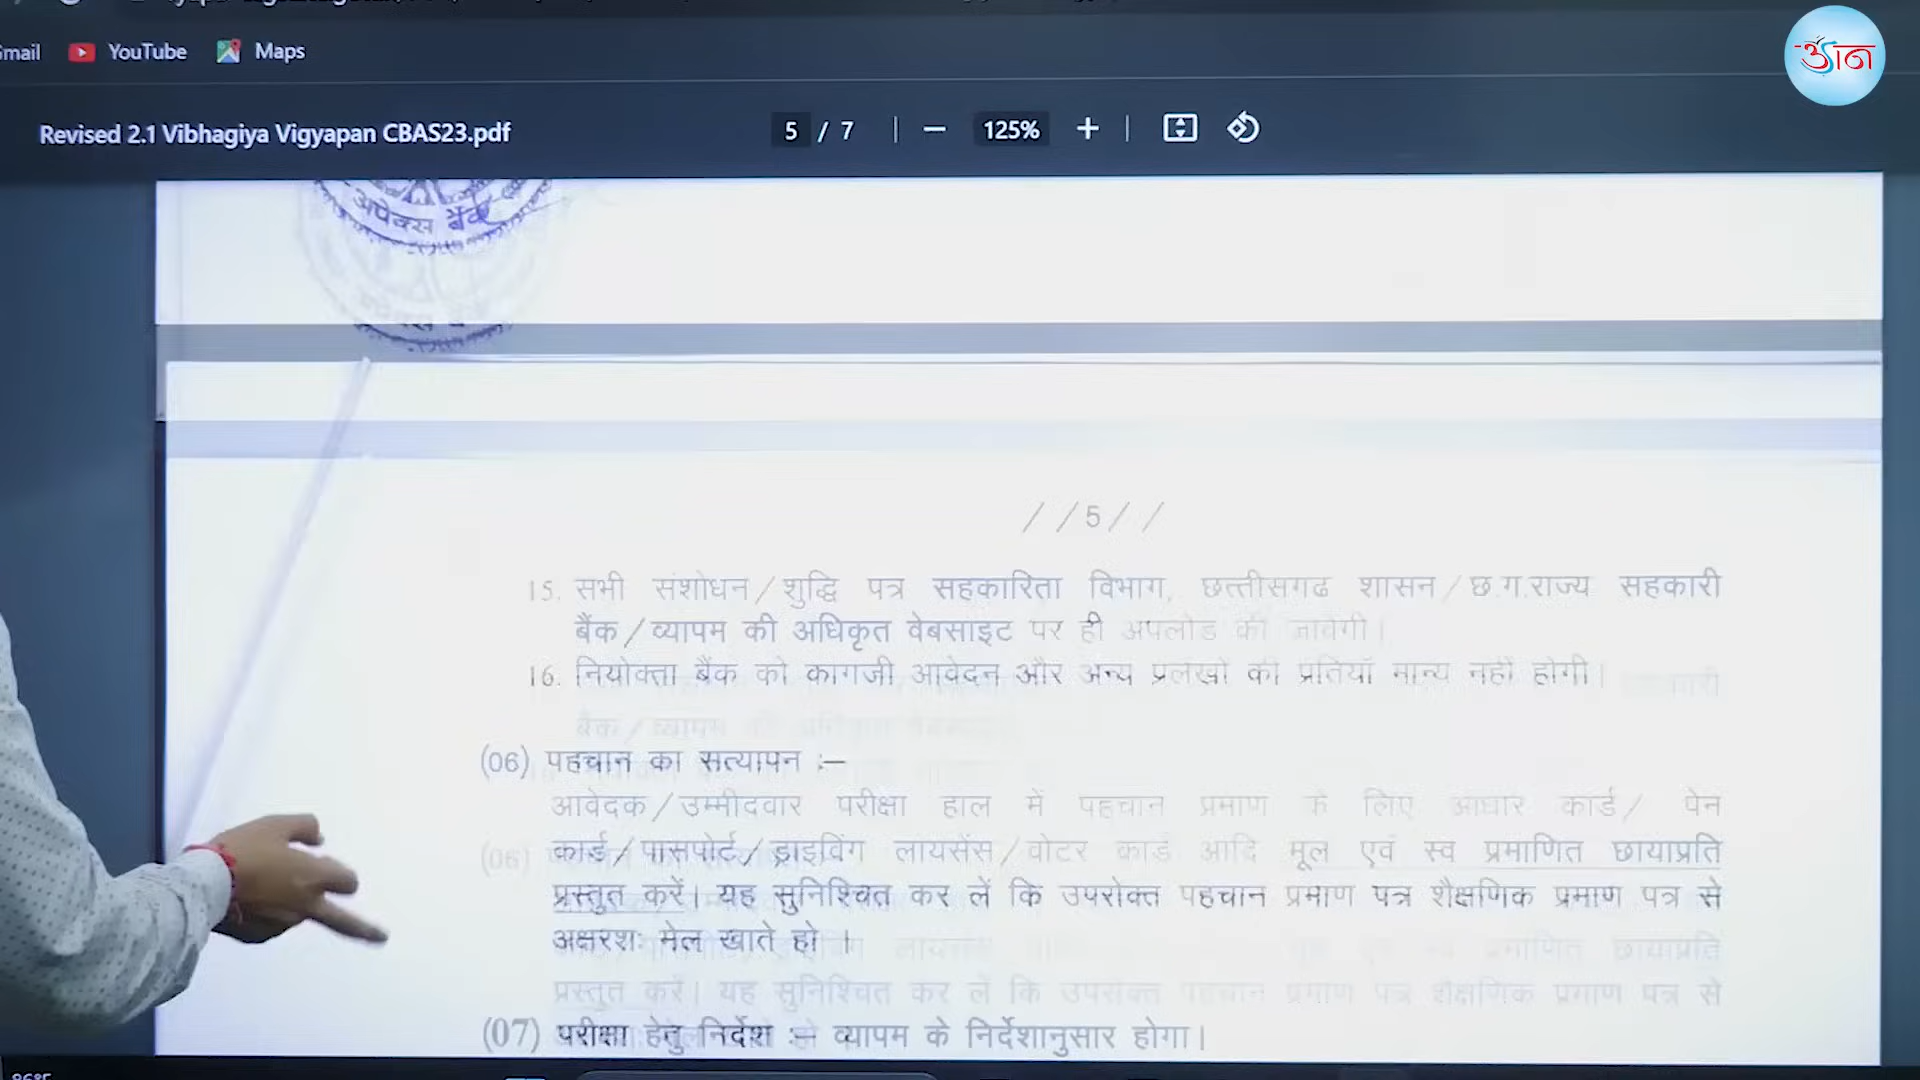 Gmail YouTube Maps
आन
Revised 2.1 Vibhagiya Vigyapan CBAS23.pdf 5 / 7 125%
अपेक्स बैंक
//5//
15. सभी संशोधन/शुद्धि पत्र सहकारिता विभाग, छत्तीसगढ शासन/छ.ग.राज्य सहकारी
बैंक/व्यापम की अधिकृत वेबसाइट पर ही अपलोड की जावेगी।
16. नियोक्ता बैंक को कागजी आवेदन और अन्य प्रलेखों की प्रतियॉ मान्य नहीं होगी।
(06) पहचान का सत्यापन :–
आवेदक/उम्मीदवार परीक्षा हाल में पहचान प्रमाण के लिए आधार कार्ड/ पेन
कार्ड/पासपोर्ट/ड्राइविंग लायसेंस/वोटर कार्ड आदि मूल एवं स्व प्रमाणित छायाप्रति
प्रस्तुत करें। यह सुनिश्चित कर लें कि उपरोक्त पहचान प्रमाण पत्र शैक्षणिक प्रमाण पत्र से
अक्षरशः मेल खाते हो ।
(07) परीक्षा हेतु निर्देश :– व्यापम के निर्देशानुसार होगा।